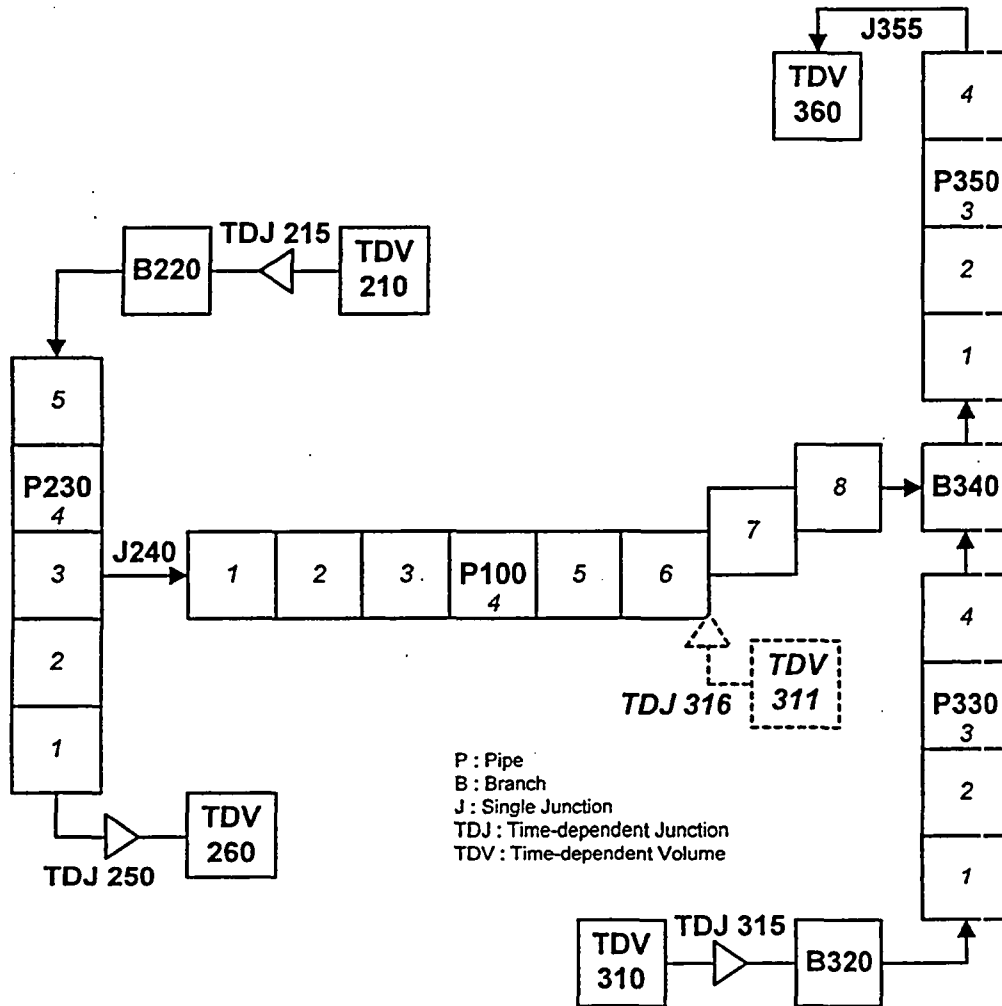 J355
TDV
360
4
P350
3
2
1
TDJ 215
B220
TDV
210
5
P230
4
3
2
1
J240
1
2
3
P100
4
5
6
7
8
B340
TDJ 316
TDV
311
4
P330
3
2
1
P : Pipe
B : Branch
J : Single Junction
TDJ : Time-dependent Junction
TDV : Time-dependent Volume
TDJ 250
TDV
260
TDJ 315
TDV
310
B320